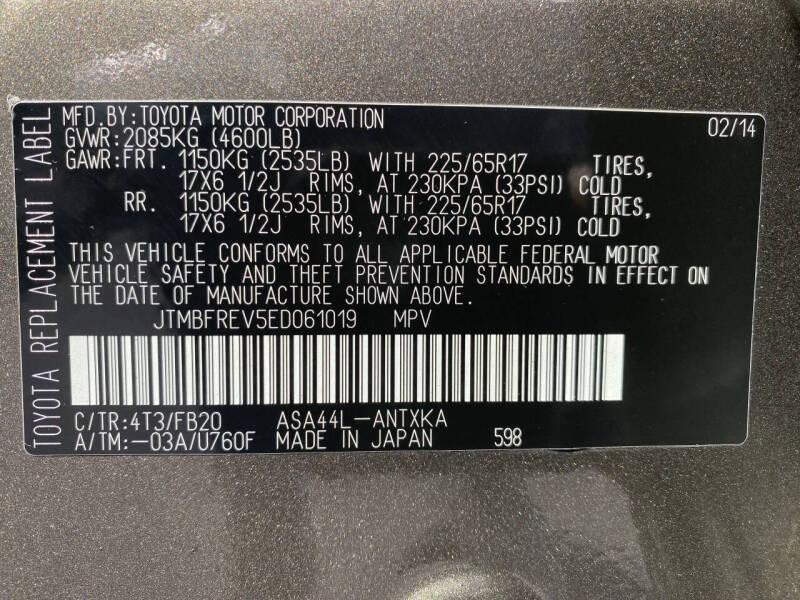 TOYOTA REPLACEMENT LABEL
MFD.BY:TOYOTA MOTOR CORPORATION 02/14
GVWR:2085KG (4600LB)
GAWR:FRT. 1150KG (2535LB) WITH 225/65R17 TIRES,
17X6 1/2J RIMS, AT 230KPA (33PSI) COLD
RR. 1150KG (2535LB) WITH 225/65R17 TIRES,
17X6 1/2J RIMS, AT 230KPA (33PSI) COLD
THIS VEHICLE CONFORMS TO ALL APPLICABLE FEDERAL MOTOR
VEHICLE SAFETY AND THEFT PREVENTION STANDARDS IN EFFECT ON
THE DATE OF MANUFACTURE SHOWN ABOVE.
JTMBFREV5ED061019 MPV
C/TR:4T3/FB20 ASA44L-ANTXKA
A/TM:-03A/U760F MADE IN JAPAN 598